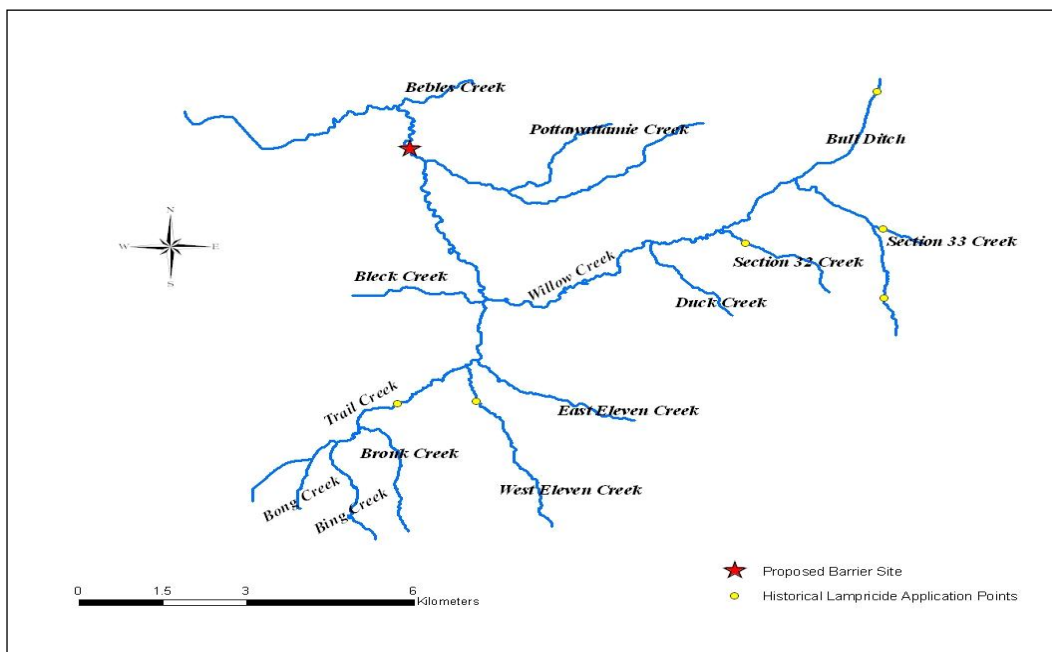 Bebles Creek
Pottawattamie Creek
Bull Ditch
N
W E
S
Section 33 Creek
Section 32 Creek
Bleck Creek
Willow Creek
Duck Creek
Trail Creek
East Eleven Creek
Bronk Creek
West Eleven Creek
Bong Creek
Bing Creek
0 1.5 3 6
Kilometers
Proposed Barrier Site
Historical Lampricide Application Points